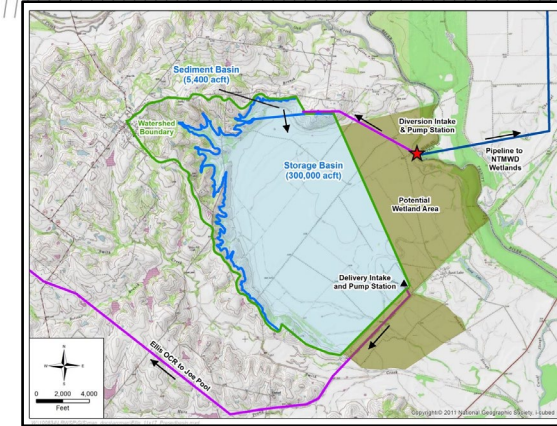 Sediment Basin
(5,400 acft)
Watershed
Boundary
Diversion Intake
& Pump Station
Storage Basin
(300,000 acft)
Pipeline to
NTMWD
Wetlands
Potential
Wetland Area
Delivery Intake
and Pump Station
Ellis OCR to Joe Pool
0 2,000 4,000
Feet
Copyright:© 2011 National Geographic Society, i-cubed